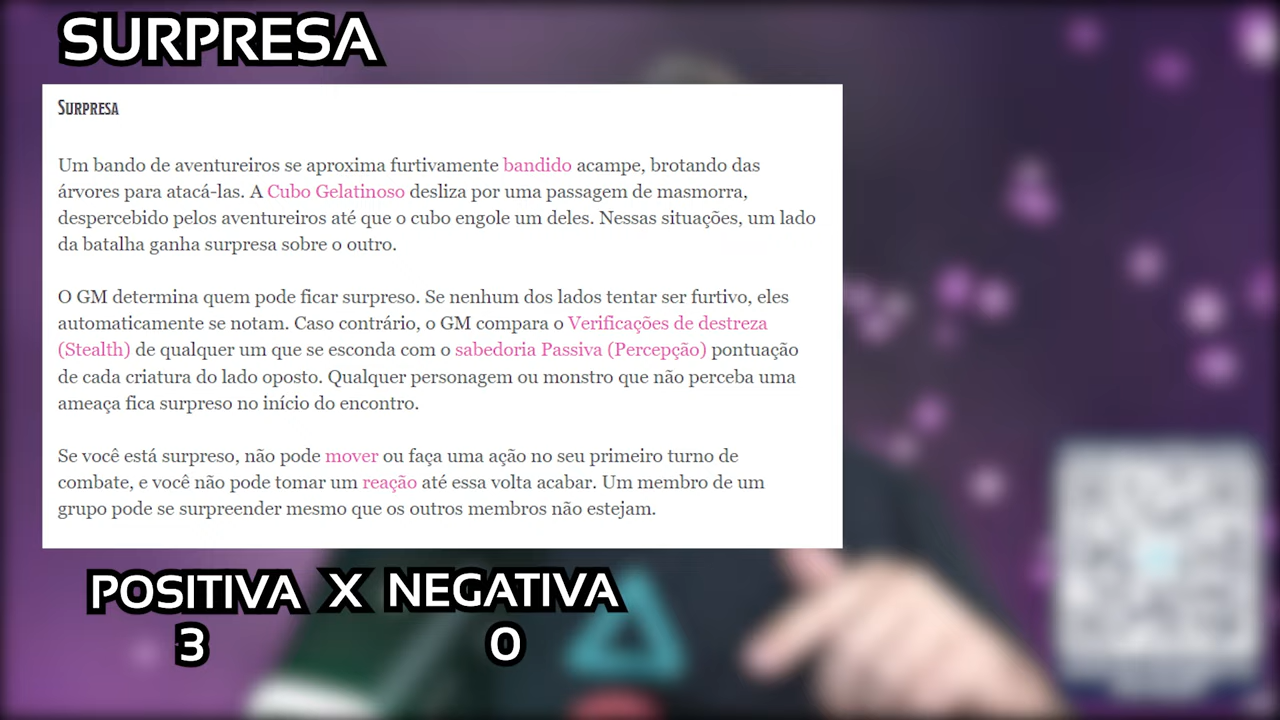 SURPRESA
Surpresa
Um bando de aventureiros se aproxima furtivamente bandido acampe, brotando das
árvores para atacá-las. A Cubo Gelatinoso desliza por uma passagem de masmorra,
despercebido pelos aventureiros até que o cubo engole um deles. Nessas situações, um lado
da batalha ganha surpresa sobre o outro.
O GM determina quem pode ficar surpreso. Se nenhum dos lados tentar ser furtivo, eles
automaticamente se notam. Caso contrário, o GM compara o Verificações de destreza
(Stealth) de qualquer um que se esconda com o sabedoria Passiva (Percepção) pontuação
de cada criatura do lado oposto. Qualquer personagem ou monstro que não perceba uma
ameaça fica surpreso no início do encontro.
Se você está surpreso, não pode mover ou faça uma ação no seu primeiro turno de
combate, e você não pode tomar um reação até essa volta acabar. Um membro de um
grupo pode se surpreender mesmo que os outros membros não estejam.
POSITIVA X NEGATIVA
3 0